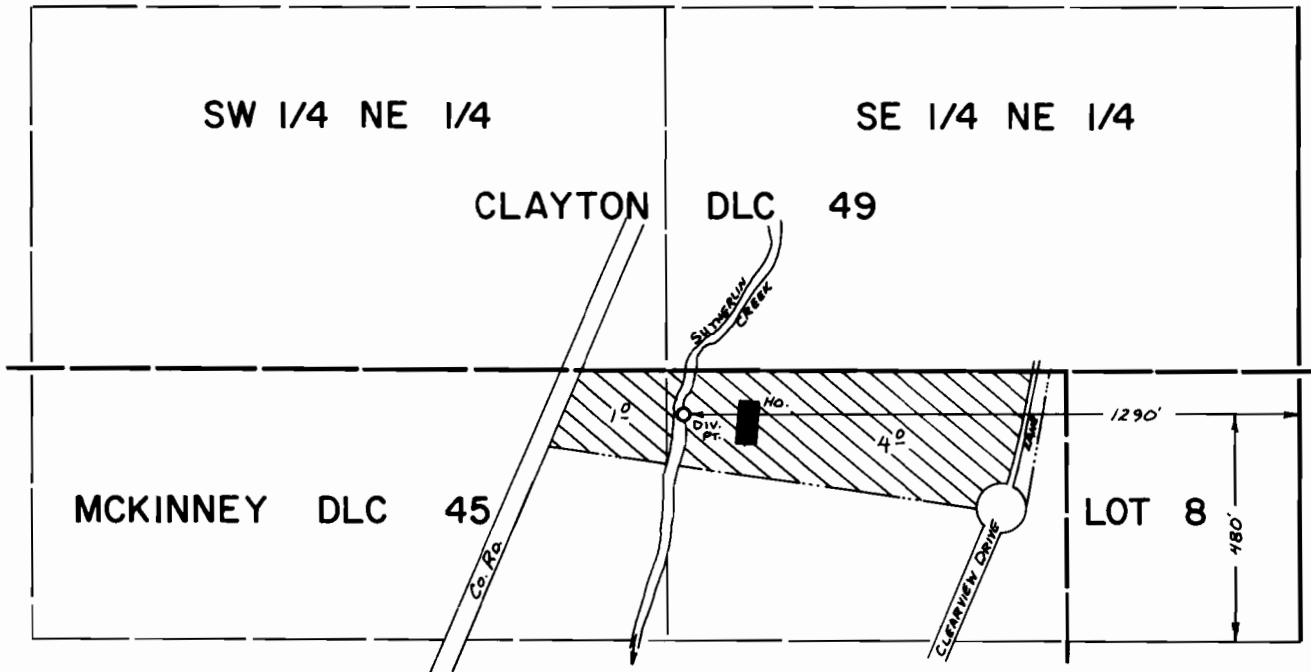 SW 1/4 NE 1/4
SE 1/4 NE 1/4
CLAYTON DLC 49
SUTHERLIN
CREEK
1º
DIV.
PT.
HO.
4º
1290'
MCKINNEY DLC 45
LOT 8
480'
Co. RD.
CLEARVIEW DRIVE